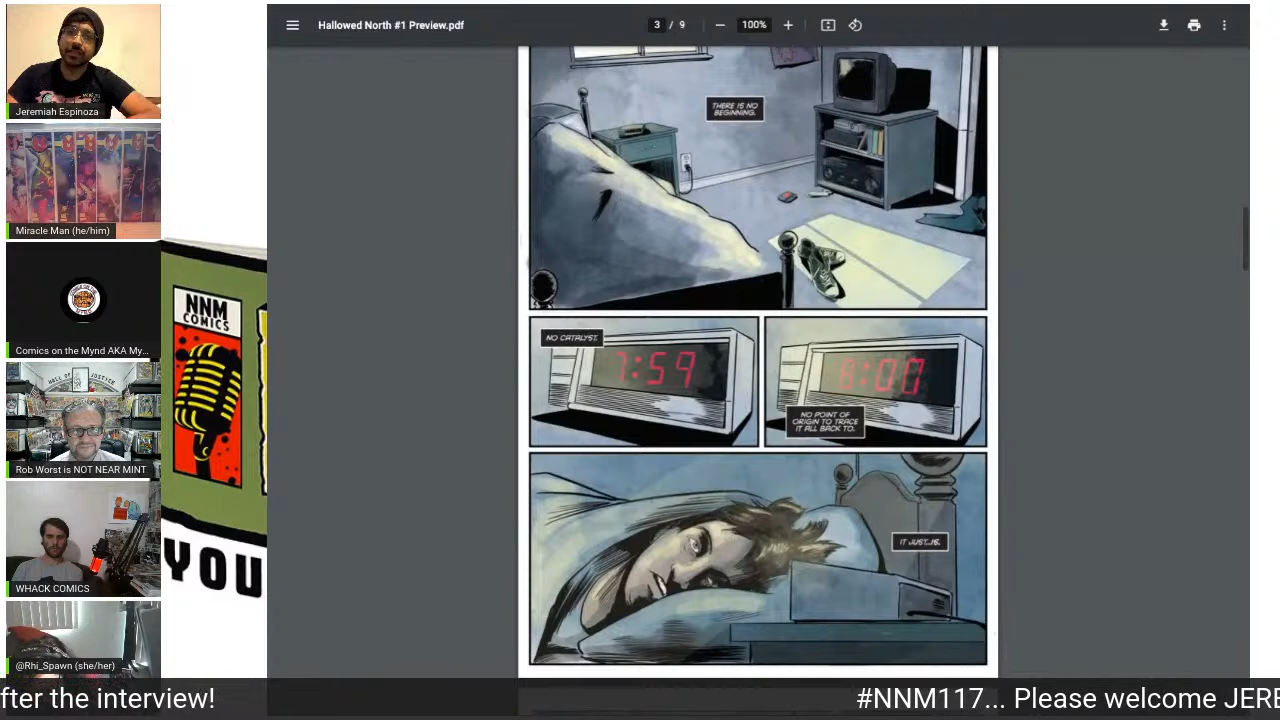 Hallowed North #1 Preview.pdf
3 / 9
100%
Jeremiah Espinoza
Miracle Man (he/him)
Comics on the Mynd AKA My...
Rob Worst is NOT NEAR MINT
WHACK COMICS
@Rhi_Spawn (she/her)
HALL OF JUSTICE
NNM
COMICS
YOU
THERE IS NO
BEGINNING.
NO CATALYST.
7:59
8:00
NO POINT OF
ORIGIN TO TRACE
IT ALL BACK TO.
IT JUST...IS.
fter the interview!
#NNM117... Please welcome JERE